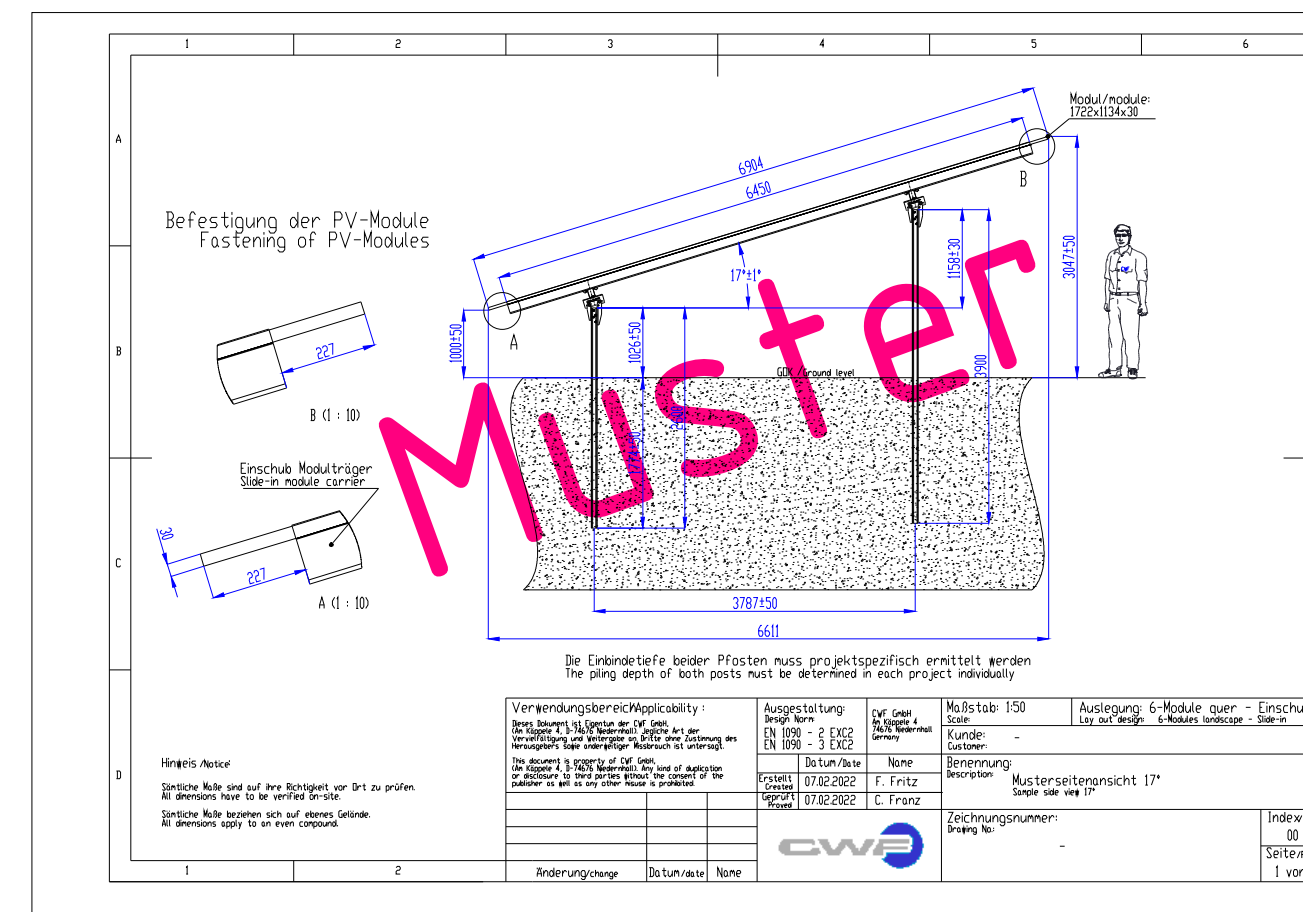 1 2 3 4 5 6
A
B
C
D
Modul/module:
1722x1134x30
6904
6450
B
Befestigung der PV-Module
Fastening of PV-Modules
17°±1°
1158±30
3047±50
A
1000±50
1026±50
3900
GOK /Ground level
227
B (1 : 10)
Muster
Einschub Modulträger
Slide-in module carrier
30
227
A (1 : 10)
3787±50
6611
Die Einbindetiefe beider Pfosten muss projektspezifisch ermittelt werden
The piling depth of both posts must be determined in each project individually
Hinweis /Notice:
Sämtliche Maße sind auf ihre Richtigkeit vor Ort zu prüfen.
All dimensions have to be verified on-site.
Sämtliche Maße beziehen sich auf ebenes Gelände.
All dimensions apply to an even compound.
Verwendungsbereich/Applicability :
Dieses Dokument ist Eigentum der CWF GmbH,
(Am Käppele 4, D-74676 Niedernhall). Jegliche Art der
Vervielfältigung und Weitergabe an Dritte ohne Zustimmung des
Herausgebers sowie anderweitiger Missbrauch ist untersagt.
This document is property of CWF GmbH,
(Am Käppele 4, D-74676 Niedernhall). Any kind of duplication
or disclosure to third parties without the consent of the
publisher as well as any other misuse is prohibited.
Änderung/change Datum/date Name
Ausgestaltung:
Design Norm:
EN 1090 - 2 EXC2
EN 1090 - 3 EXC2
CWF GmbH
Am Käppele 4
74676 Niedernhall
Germany
Datum/Date Name
Erstellt
Created 07.02.2022 F. Fritz
Geprüft
Proved 07.02.2022 C. Franz
CWF
Maßstab: 1:50
Scale:
Auslegung: 6-Module quer - Einschu
Lay out design: 6-Modules landscape - Slide-in
Kunde: -
Customer:
Benennung:
Description:
Musterseitenansicht 17°
Sample side view 17°
Zeichnungsnummer:
Drawing No.:
-
Index/
00
Seite/
1 von
1 2